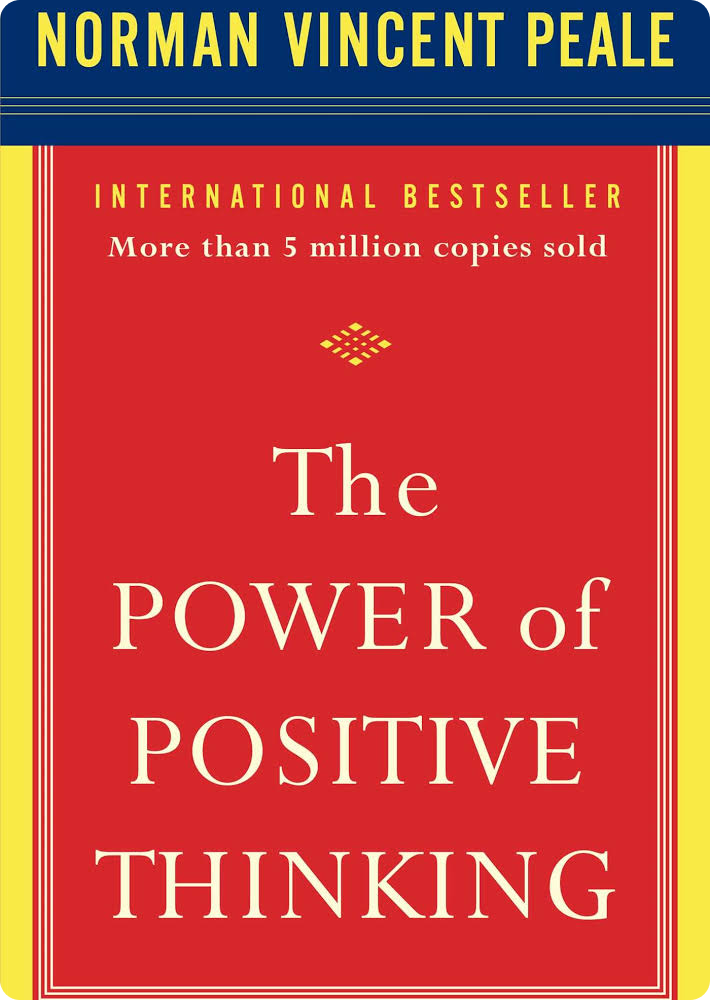 NORMAN VINCENT PEALE
INTERNATIONAL BESTSELLER
More than 5 million copies sold
The
POWER of
POSITIVE
THINKING